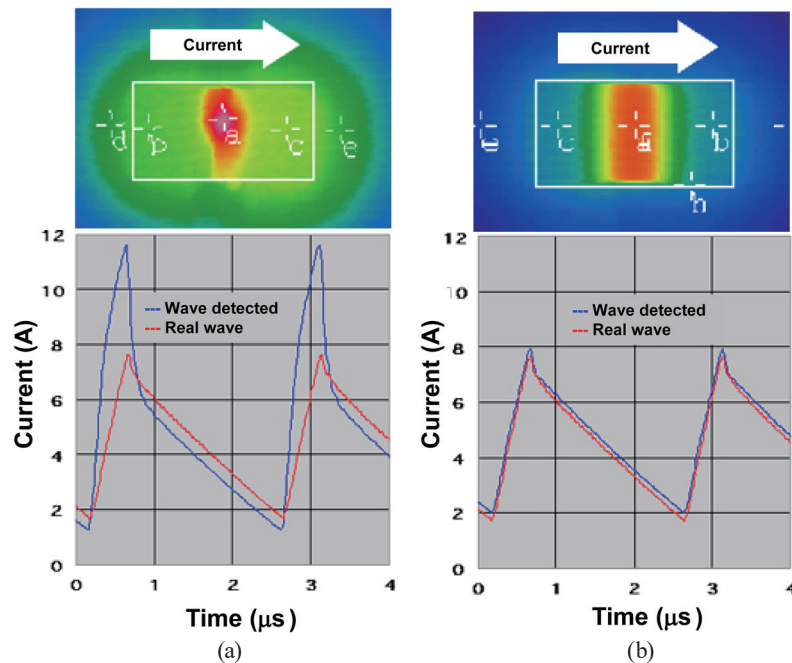 Current
d p a c e
Current
c a b
h
12
10
8
6
4
2
0
Wave detected
Real wave
Current (A)
0 1 2 3 4
Time (μs)
(a)
12
10
8
6
4
2
0
Wave detected
Real wave
Current (A)
0 1 2 3 4
Time (μs)
(b)